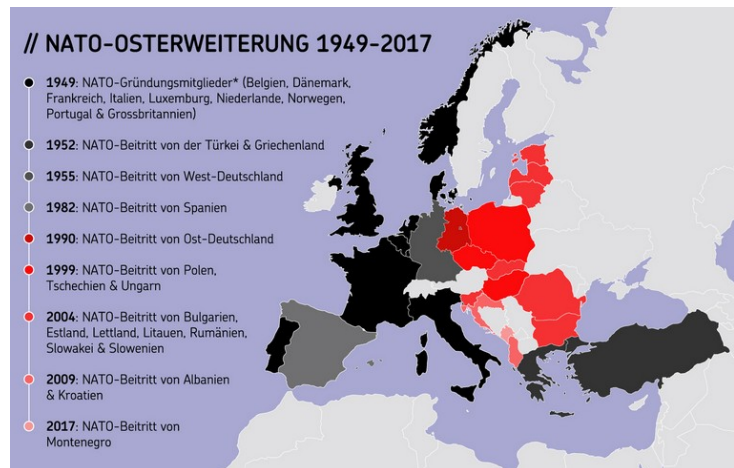 // NATO-OSTERWEITERUNG 1949-2017
1949: NATO-Gründungsmitglieder* (Belgien, Dänemark,
Frankreich, Italien, Luxemburg, Niederlande, Norwegen,
Portugal & Grossbritannien)
1952: NATO-Beitritt von der Türkei & Griechenland
1955: NATO-Beitritt von West-Deutschland
1982: NATO-Beitritt von Spanien
1990: NATO-Beitritt von Ost-Deutschland
1999: NATO-Beitritt von Polen,
Tschechien & Ungarn
2004: NATO-Beitritt von Bulgarien,
Estland, Lettland, Litauen, Rumänien,
Slowakei & Slowenien
2009: NATO-Beitritt von Albanien
& Kroatien
2017: NATO-Beitritt von
Montenegro